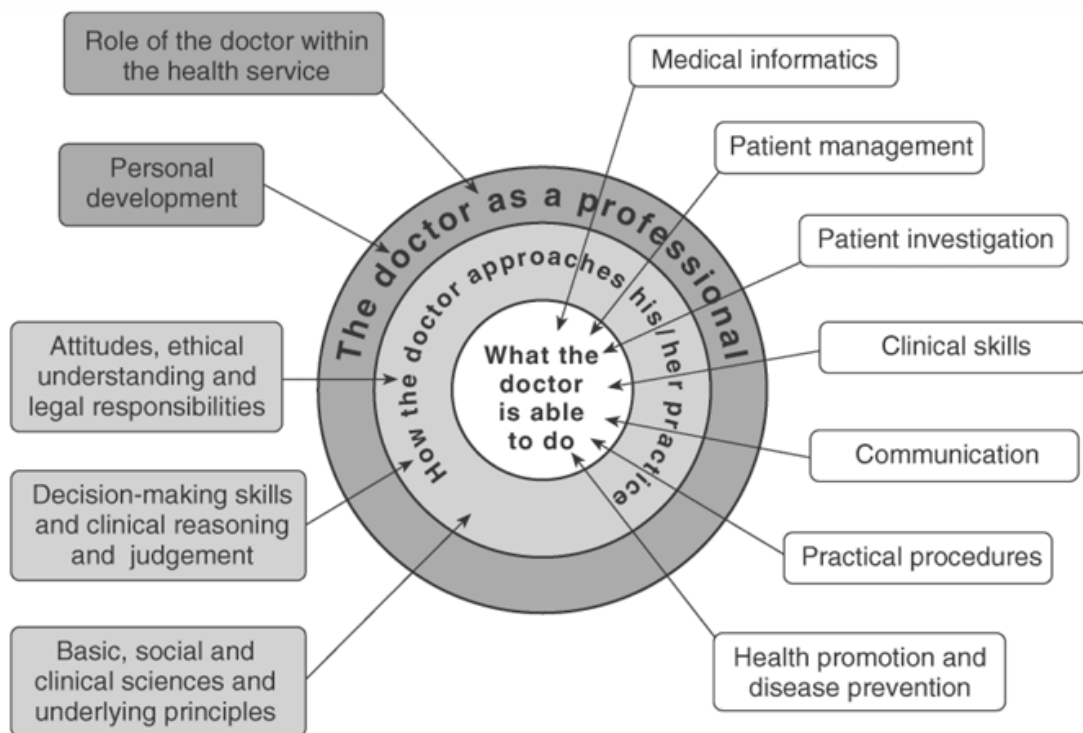 Role of the doctor within
the health service
Personal
development
Attitudes, ethical
understanding and
legal responsibilities
Decision-making skills
and clinical reasoning
and judgement
Basic, social and
clinical sciences and
underlying principles
The doctor as a professional
How the doctor approaches his/her practice
What the
doctor
is able
to do
Medical informatics
Patient management
Patient investigation
Clinical skills
Communication
Practical procedures
Health promotion and
disease prevention